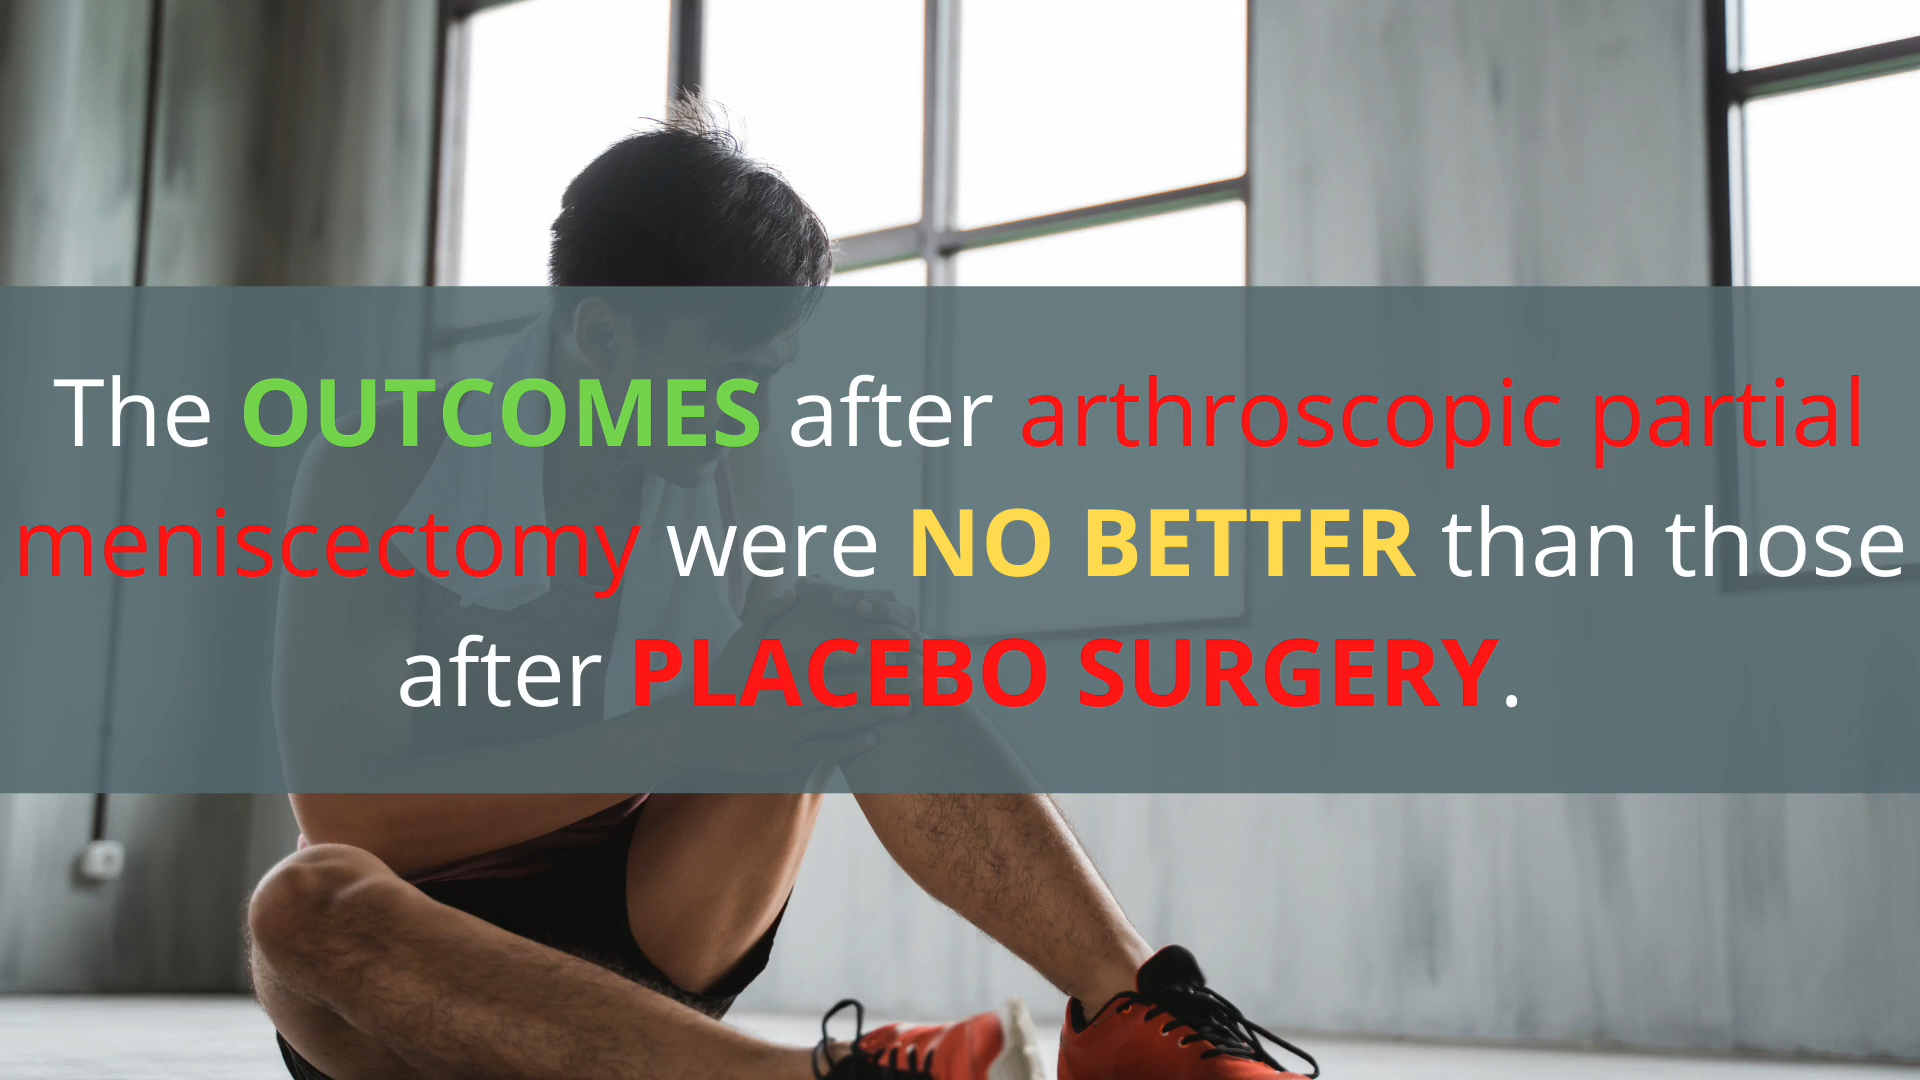 The OUTCOMES after arthroscopic partial
meniscectomy were NO BETTER than those
after PLACEBO SURGERY.